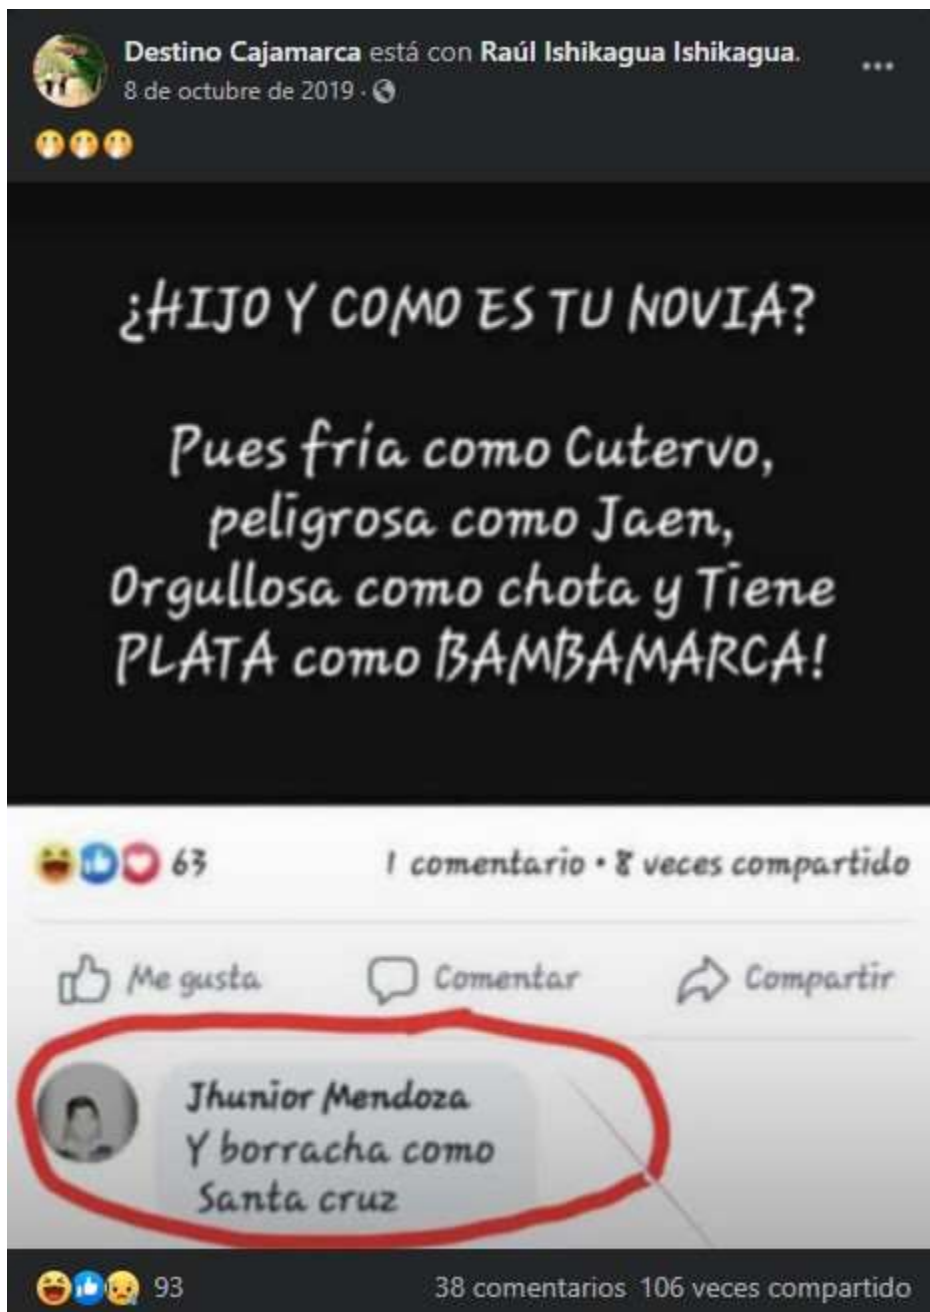 Destino Cajamarca está con Raúl Ishikagua Ishikagua.
8 de octubre de 2019 ·
🤭🤭🤭
¿HIJO Y COMO ES TU NOVIA?
Pues fría como Cutervo,
peligrosa como Jaen,
Orgullosa como chota y Tiene
PLATA como BAMBAMARCA!
63
1 comentario • 8 veces compartido
Me gusta
Comentar
Compartir
Jhunior Mendoza
Y borracha como
Santa cruz
93
38 comentarios 106 veces compartido